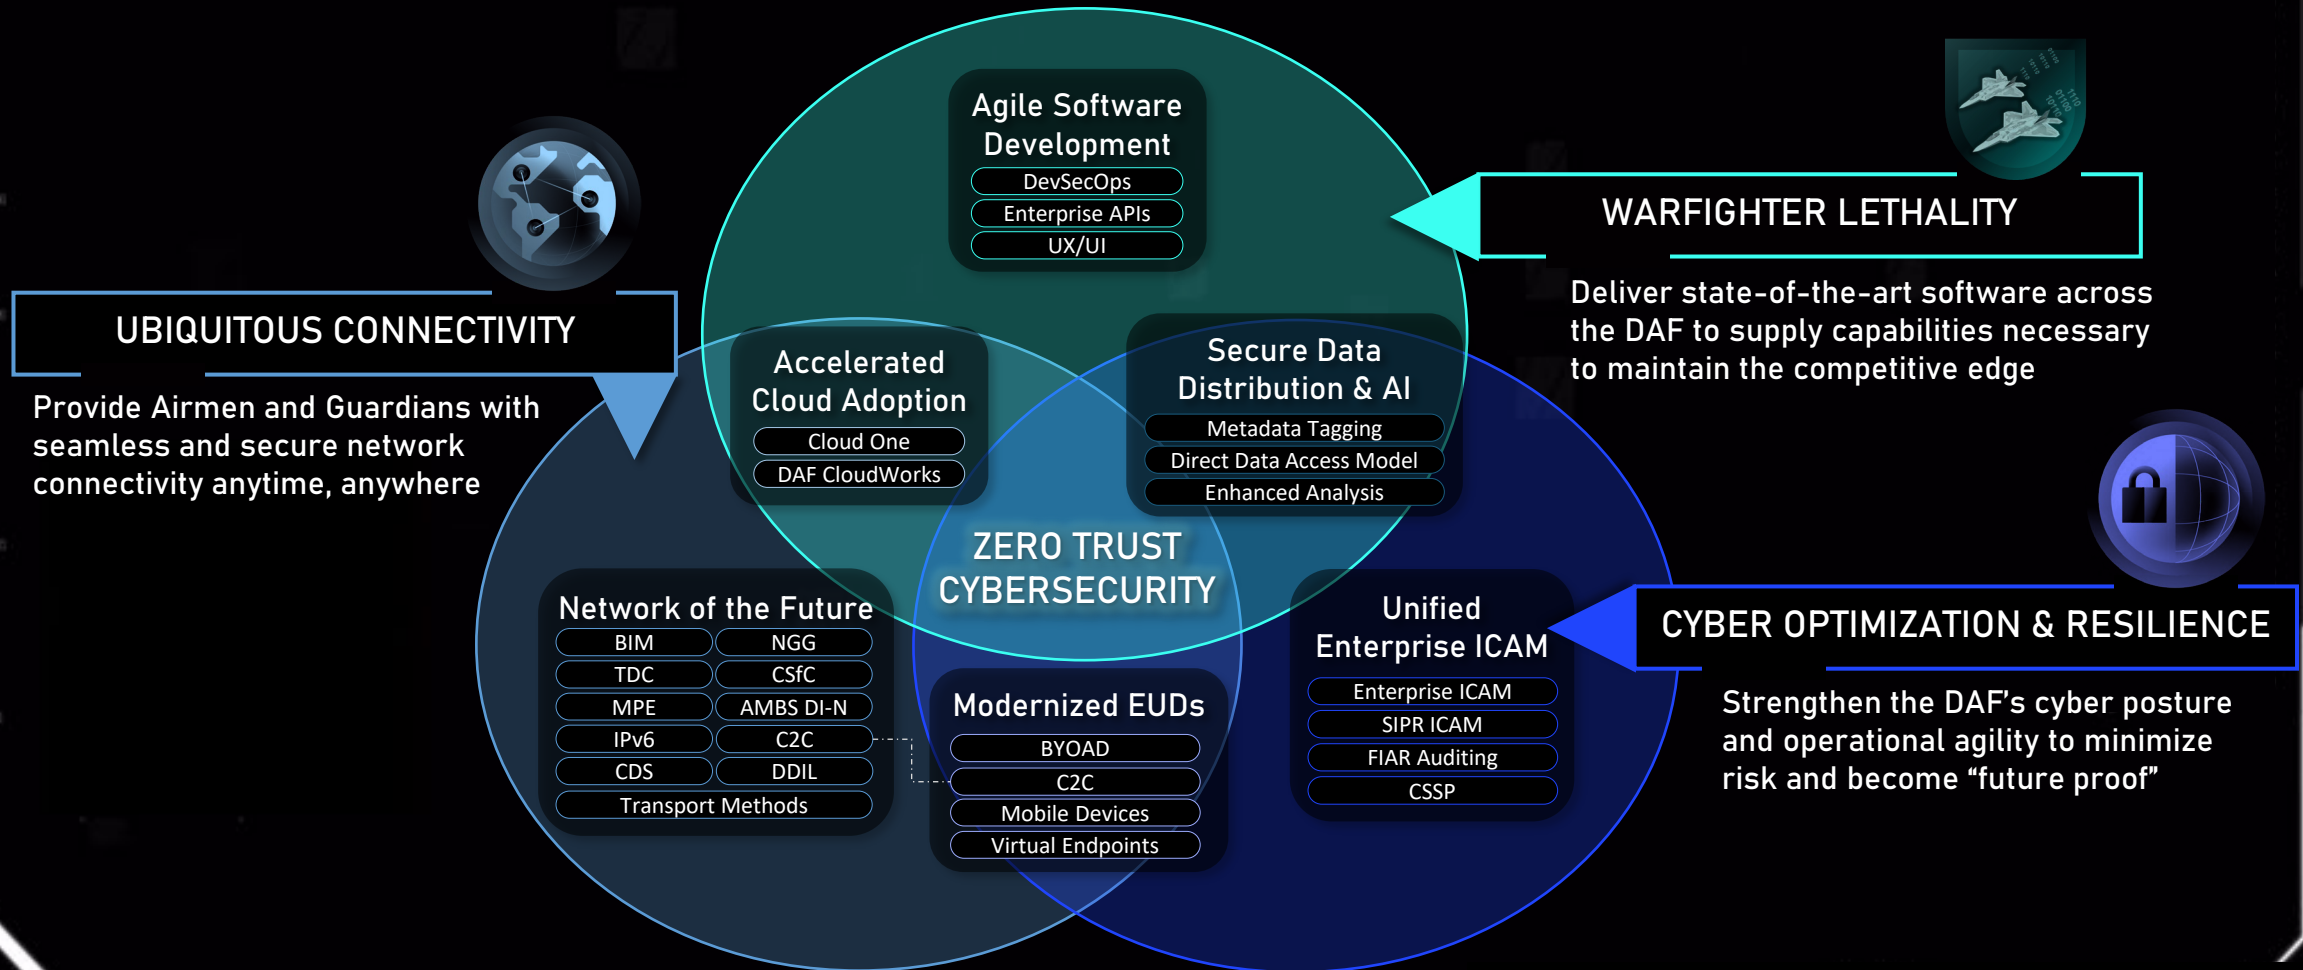 Agile Software
Development
DevSecOps
Enterprise APIs
UX/UI
WARFIGHTER LETHALITY
Deliver state-of-the-art software across
the DAF to supply capabilities necessary
to maintain the competitive edge
UBIQUITOUS CONNECTIVITY
Provide Airmen and Guardians with
seamless and secure network
connectivity anytime, anywhere
Accelerated
Cloud Adoption
Cloud One
DAF CloudWorks
Secure Data
Distribution & AI
Metadata Tagging
Direct Data Access Model
Enhanced Analysis
ZERO TRUST
CYBERSECURITY
Network of the Future
BIM
NGG
TDC
CSfC
MPE
AMBS DI-N
IPv6
C2C
CDS
DDIL
Transport Methods
Modernized EUDs
BYOAD
C2C
Mobile Devices
Virtual Endpoints
Unified
Enterprise ICAM
Enterprise ICAM
SIPR ICAM
FIAR Auditing
CSSP
CYBER OPTIMIZATION & RESILIENCE
Strengthen the DAF’s cyber posture
and operational agility to minimize
risk and become “future proof”